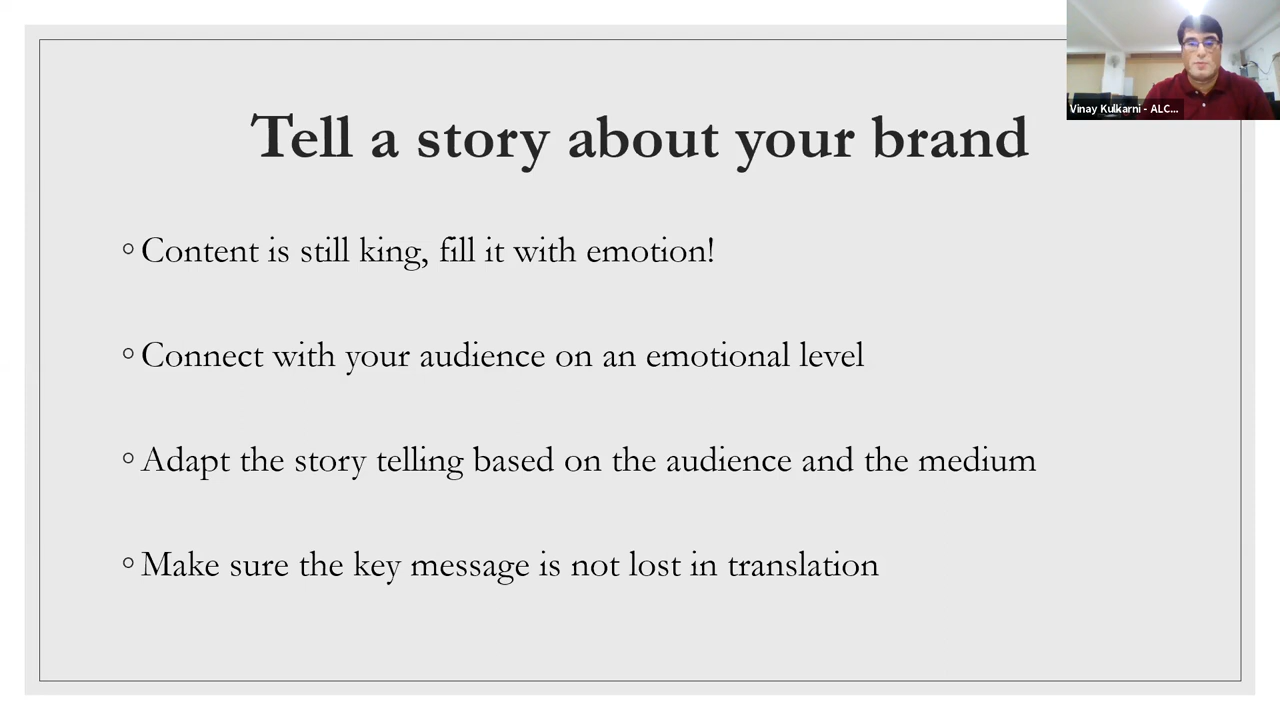 Vinay Kulkarni - ALC...
Tell a story about your brand
◦ Content is still king, fill it with emotion!
◦ Connect with your audience on an emotional level
◦ Adapt the story telling based on the audience and the medium
◦ Make sure the key message is not lost in translation